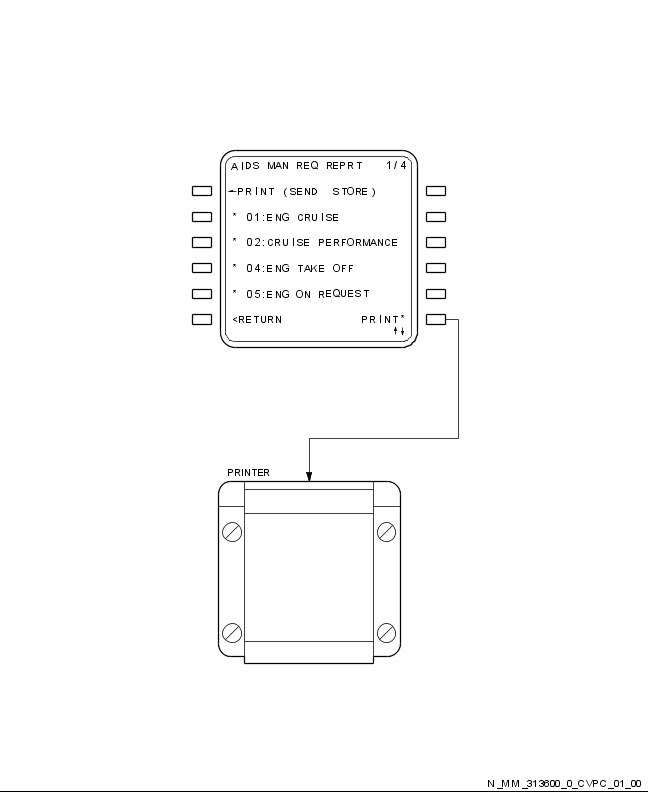 AIDS MAN REQ REPRT 1/4
←PRINT (SEND STORE)
* 01:ENG CRUISE
* 02:CRUISE PERFORMANCE
* 04:ENG TAKE OFF
* 05:ENG ON REQUEST
<RETURN PRINT*
↑↓
PRINTER
N_MM_313600_0_CVPC_01_00